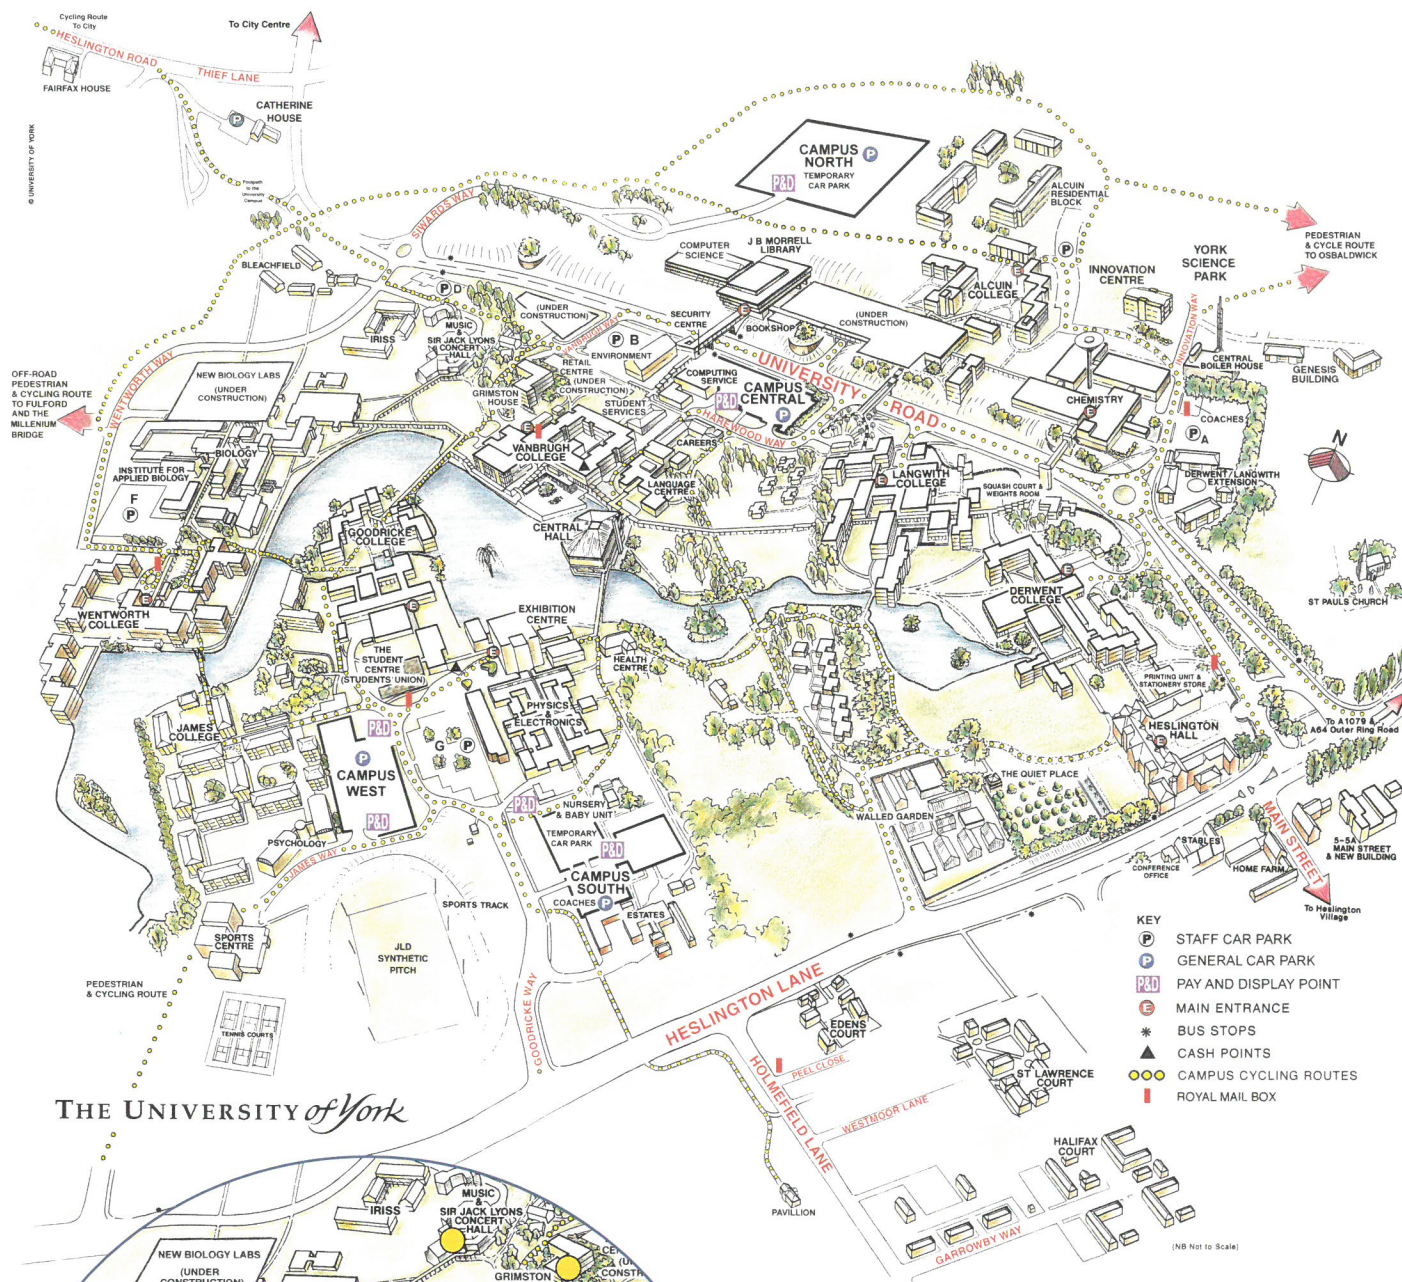 Cycling Route
To City
To City Centre
HESLINGTON ROAD
THIEF LANE
FAIRFAX HOUSE
CATHERINE
HOUSE
P
© UNIVERSITY OF YORK
Footpath
to the
University
Campus
SIWARDS WAY
CAMPUS
NORTH
P
TEMPORARY
CAR PARK
P&D
ALCUIN
RESIDENTIAL
BLOCK
P
PEDESTRIAN
& CYCLE ROUTE
TO OSBALDWICK
YORK
SCIENCE
PARK
INNOVATION
CENTRE
J B MORRELL
LIBRARY
COMPUTER
SCIENCE
E
ALCUIN
COLLEGE
E
BLEACHFIELD
P D
(UNDER
CONSTRUCTION)
SECURITY
CENTRE
BOOKSHOP
(UNDER
CONSTRUCTION)
MUSIC
&
SIR JACK LYONS
CONCERT
HALL
IRISS
P B
ENVIRONMENT
RETAIL
CENTRE
(UNDER
CONSTRUCTION)
GRIMSTON
HOUSE
STUDENT
SERVICES
COMPUTING
SERVICE
P&D
CAMPUS
CENTRAL
P
UNIVERSITY ROAD
HAREWOOD WAY
INNOVATION WAY
CENTRAL
BOILER HOUSE
GENESIS
BUILDING
CHEMISTRY
E
COACHES
P A
DERWENT/LANGWITH
EXTENSION
N
OFF-ROAD
PEDESTRIAN
& CYCLING ROUTE
TO FULFORD
AND THE
MILLENIUM
BRIDGE
WENTWORTH WAY
NEW BIOLOGY LABS
(UNDER
CONSTRUCTION)
BIOLOGY
INSTITUTE FOR
APPLIED BIOLOGY
F
P
E
VANBRUGH
COLLEGE
CAREERS
LANGUAGE
CENTRE
LANGWITH
COLLEGE
E
SQUASH COURT &
WEIGHTS ROOM
GOODRICKE
COLLEGE
CENTRAL
HALL
DERWENT
COLLEGE
E
ST PAULS CHURCH
WENTWORTH
COLLEGE
E
E
EXHIBITION
CENTRE
E
THE
STUDENT
CENTRE
(STUDENTS UNION)
HEALTH
CENTRE
PRINTING UNIT &
STATIONERY STORE
JAMES
COLLEGE
P&D
P
CAMPUS
WEST
P&D
G P
PHYSICS
&
ELECTRONICS
HESLINGTON
HALL
E
To A1079 &
A64 Outer Ring Road
THE QUIET PLACE
WALLED GARDEN
P&D
NURSERY
& BABY UNIT
TEMPORARY
CAR PARK
P&D
CAMPUS
SOUTH
COACHES P
ESTATES
PSYCHOLOGY
JAMES WAY
SPORTS
CENTRE
SPORTS TRACK
JLD
SYNTHETIC
PITCH
STABLES
CONFERENCE
OFFICE
HOME FARM
MAIN STREET
5-5A
MAIN STREET
& NEW BUILDING
To Heslington
Village
PEDESTRIAN
& CYCLING ROUTE
TENNIS COURTS
GOODRICKE WAY
HESLINGTON LANE
EDENS
COURT
PEEL CLOSE
HOLMEFIELD LANE
WESTMOOR LANE
ST LAWRENCE
COURT
HALIFAX
COURT
PAVILLION
GARROWBY WAY
(NB Not to Scale)
KEY
P STAFF CAR PARK
P GENERAL CAR PARK
P&D PAY AND DISPLAY POINT
E MAIN ENTRANCE
* BUS STOPS
CASH POINTS
CAMPUS CYCLING ROUTES
ROYAL MAIL BOX
THE UNIVERSITY of York
MUSIC
&
SIR JACK LYONS
CONCERT
HALL
IRISS
NEW BIOLOGY LABS
(UNDER
CONSTRUCTION)
GRIMSTON